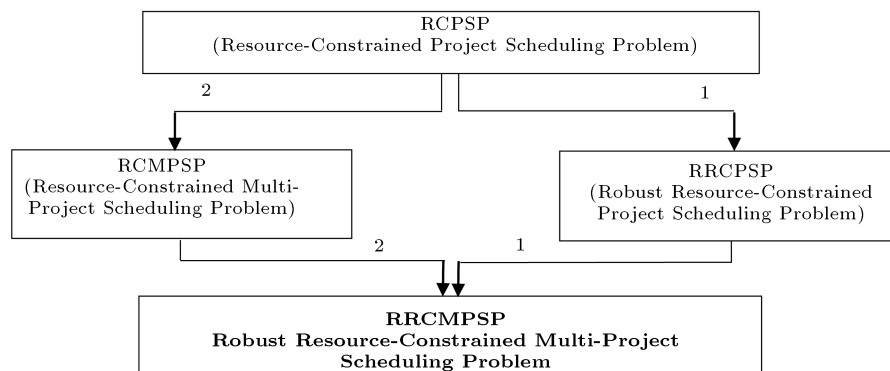 RCPSP
(Resource-Constrained Project Scheduling Problem)
2
1
RCMPSP
(Resource-Constrained Multi-
Project Scheduling Problem)
RRCPSP
(Robust Resource-Constrained
Project Scheduling Problem)
2
1
RRCMPSP
Robust Resource-Constrained Multi-Project
Scheduling Problem